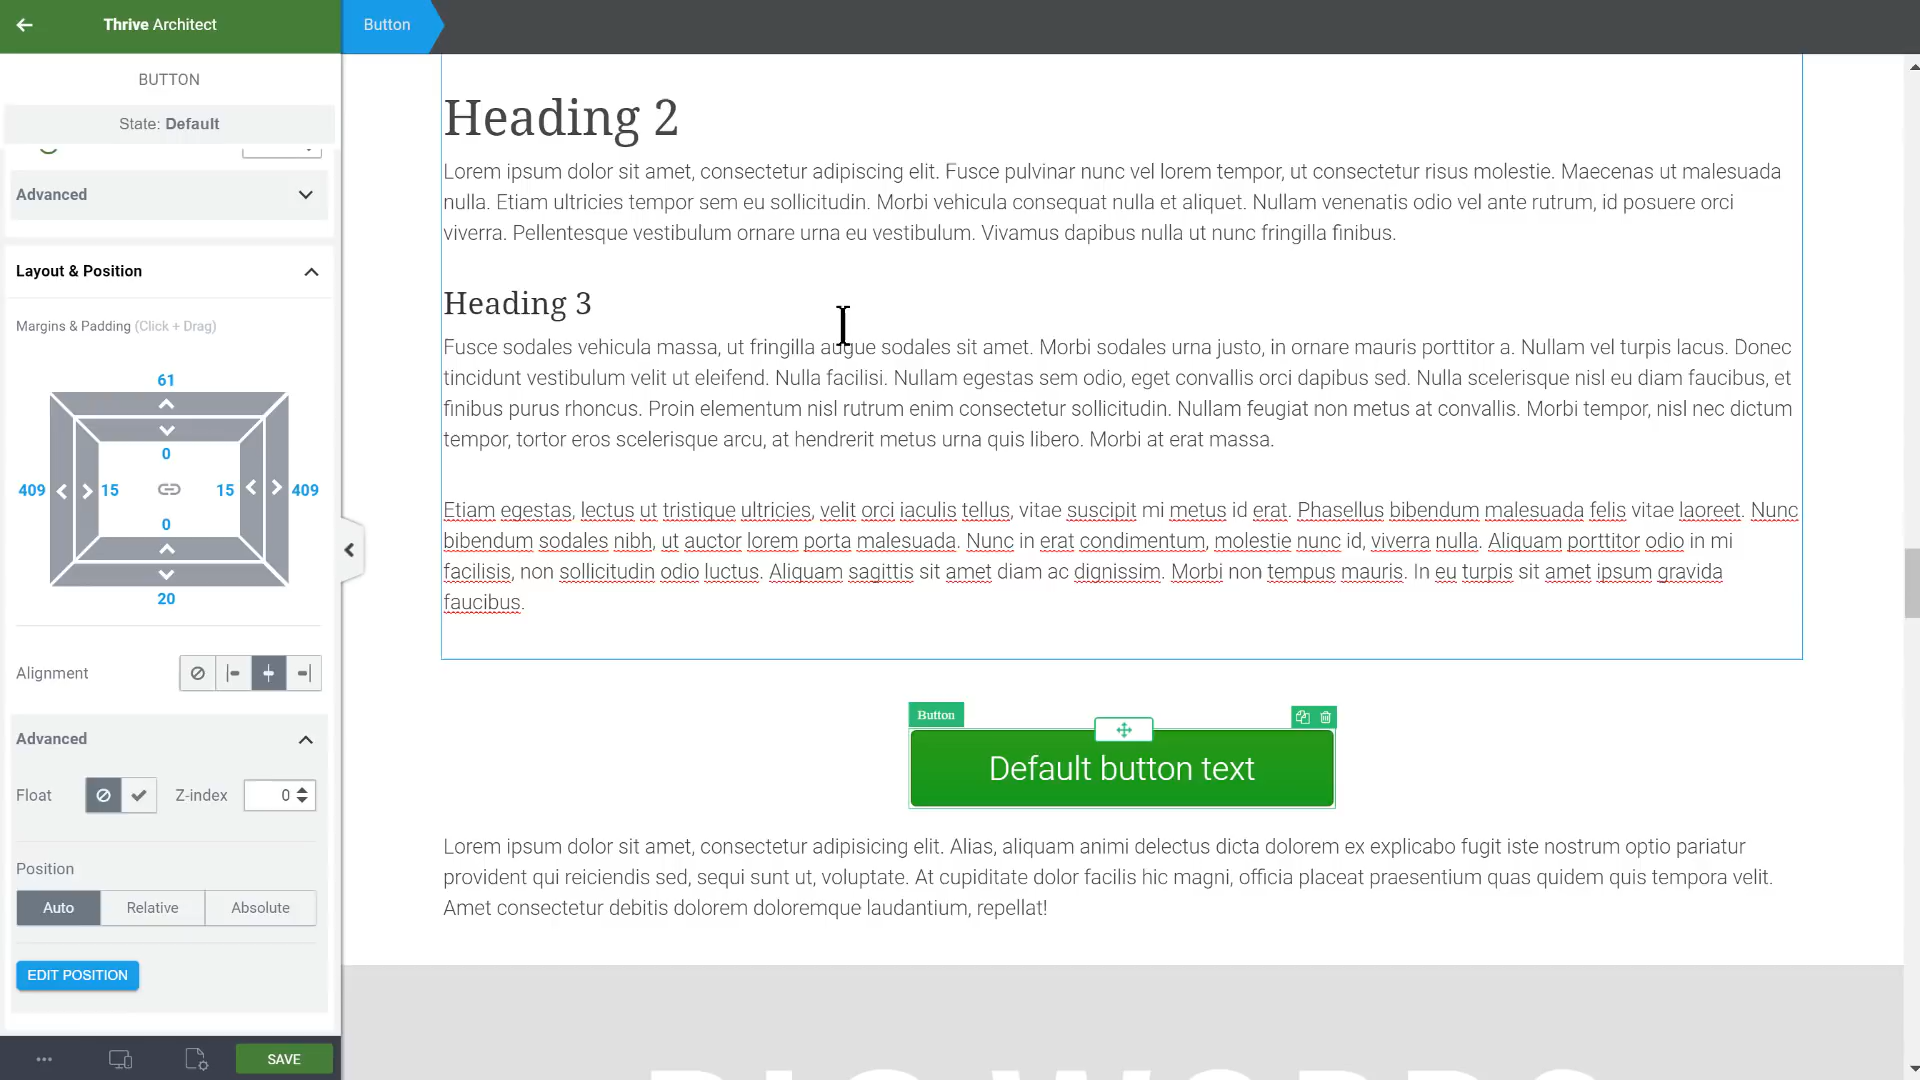 Thrive Architect
Button
BUTTON
State: Default
Advanced
Layout & Position
Margins & Padding (Click + Drag)
61
0
409
15
15
409
0
20
Alignment
Advanced
Float
Z-index
0
Position
Auto
Relative
Absolute
EDIT POSITION
SAVE
Heading 2
Lorem ipsum dolor sit amet, consectetur adipiscing elit. Fusce pulvinar nunc vel lorem tempor, ut consectetur risus molestie. Maecenas ut malesuada
nulla. Etiam ultricies tempor sem eu sollicitudin. Morbi vehicula consequat nulla et aliquet. Nullam venenatis odio vel ante rutrum, id posuere orci
viverra. Pellentesque vestibulum ornare urna eu vestibulum. Vivamus dapibus nulla ut nunc fringilla finibus.
Heading 3
Fusce sodales vehicula massa, ut fringilla augue sodales sit amet. Morbi sodales urna justo, in ornare mauris porttitor a. Nullam vel turpis lacus. Donec
tincidunt vestibulum velit ut eleifend. Nulla facilisi. Nullam egestas sem odio, eget convallis orci dapibus sed. Nulla scelerisque nisl eu diam faucibus, et
finibus purus rhoncus. Proin elementum nisl rutrum enim consectetur sollicitudin. Nullam feugiat non metus at convallis. Morbi tempor, nisl nec dictum
tempor, tortor eros scelerisque arcu, at hendrerit metus urna quis libero. Morbi at erat massa.
Etiam egestas, lectus ut tristique ultricies, velit orci iaculis tellus, vitae suscipit mi metus id erat. Phasellus bibendum malesuada felis vitae laoreet. Nunc
bibendum sodales nibh, ut auctor lorem porta malesuada. Nunc in erat condimentum, molestie nunc id, viverra nulla. Aliquam porttitor odio in mi
facilisis, non sollicitudin odio luctus. Aliquam sagittis sit amet diam ac dignissim. Morbi non tempus mauris. In eu turpis sit amet ipsum gravida
faucibus.
Button
Default button text
Lorem ipsum dolor sit amet, consectetur adipisicing elit. Alias, aliquam animi delectus dicta dolorem ex explicabo fugit iste nostrum optio pariatur
provident qui reiciendis sed, sequi sunt ut, voluptate. At cupiditate dolor facilis hic magni, officia placeat praesentium quas quidem quis tempora velit.
Amet consectetur debitis dolorem doloremque laudantium, repellat!